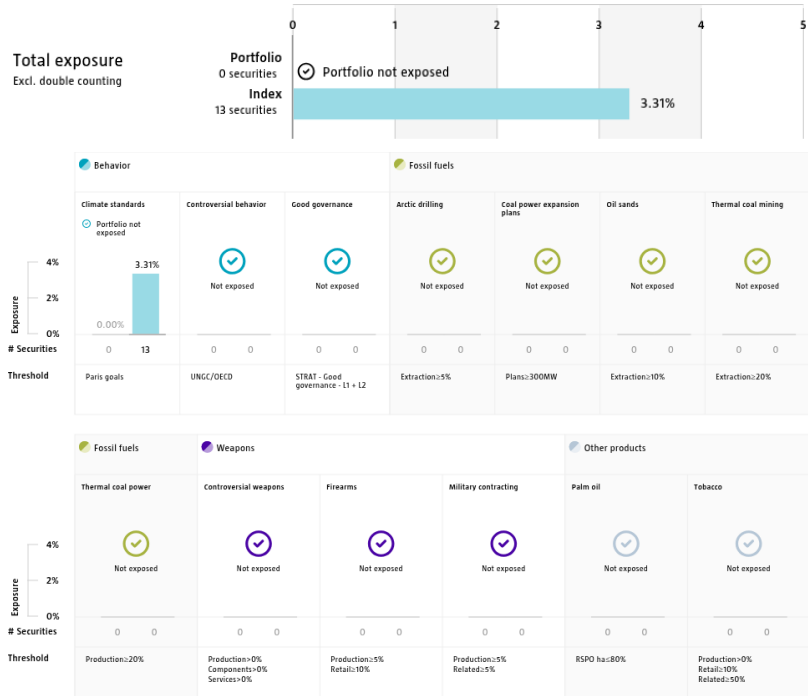 0 1 2 3 4 5
Total exposure
Excl. double counting
Portfolio
0 securities
Portfolio not exposed
Index
13 securities
3.31%
Behavior
Fossil fuels
Climate standards
Controversial behavior
Good governance
Arctic drilling
Coal power expansion
plans
Oil sands
Thermal coal mining
Portfolio not
exposed
Exposure
4%
2%
0%
0.00%
3.31%
Not exposed
Not exposed
Not exposed
Not exposed
Not exposed
Not exposed
# Securities
0 13
0 0
0 0
0 0
0 0
0 0
0 0
Threshold
Paris goals
UNGC/OECD
STRAT - Good
governance - L1 + L2
Extraction≥5%
Plans≥300MW
Extraction≥10%
Extraction≥20%
Fossil fuels
Weapons
Other products
Thermal coal power
Controversial weapons
Firearms
Military contracting
Palm oil
Tobacco
Exposure
4%
2%
0%
Not exposed
Not exposed
Not exposed
Not exposed
Not exposed
Not exposed
# Securities
0 0
0 0
0 0
0 0
0 0
0 0
Threshold
Production≥20%
Production>0%
Components>0%
Services>0%
Production≥5%
Retail≥10%
Production≥5%
Related≥5%
RSPO ha≤80%
Production>0%
Retail≥10%
Related≥50%